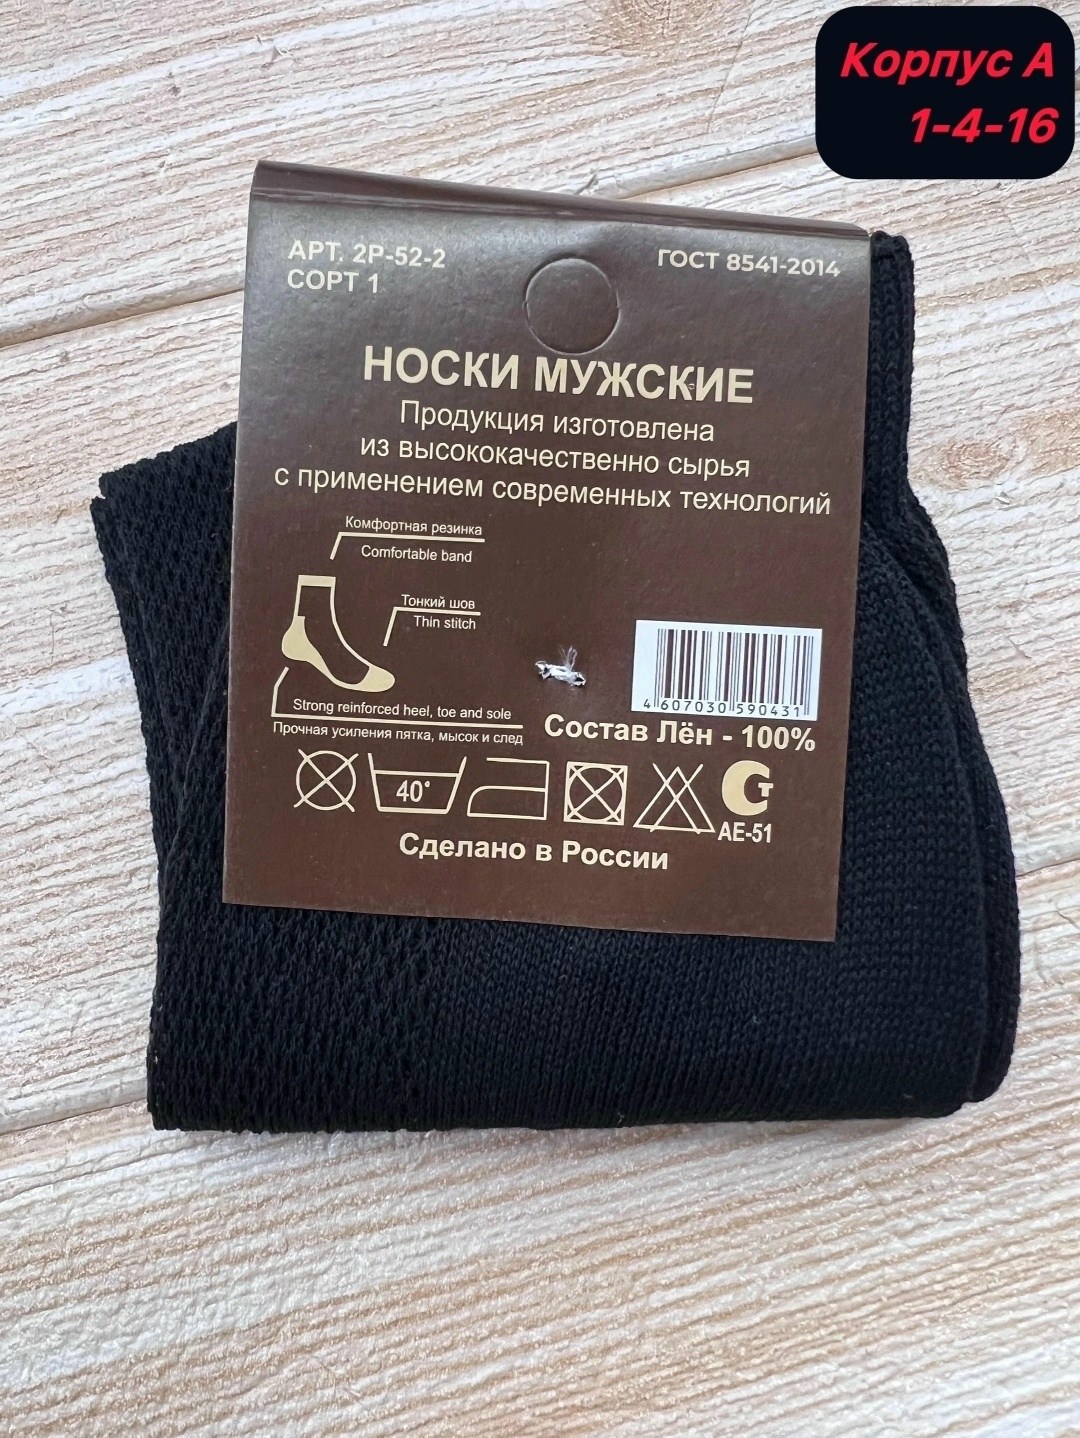 Корпус А
1-4-16
АРТ. 2Р-52-2
СОРТ 1
ГОСТ 8541-2014
НОСКИ МУЖСКИЕ
Продукция изготовлена
из высококачественно сырья
с применением современных технологий
Комфортная резинка
Comfortable band
Тонкий шов
Thin stitch
Strong reinforced heel, toe and sole
Прочная усиления пятка, мысок и след
4 607030 590431
Состав Лён - 100%
40°
АЕ-51
Сделано в России